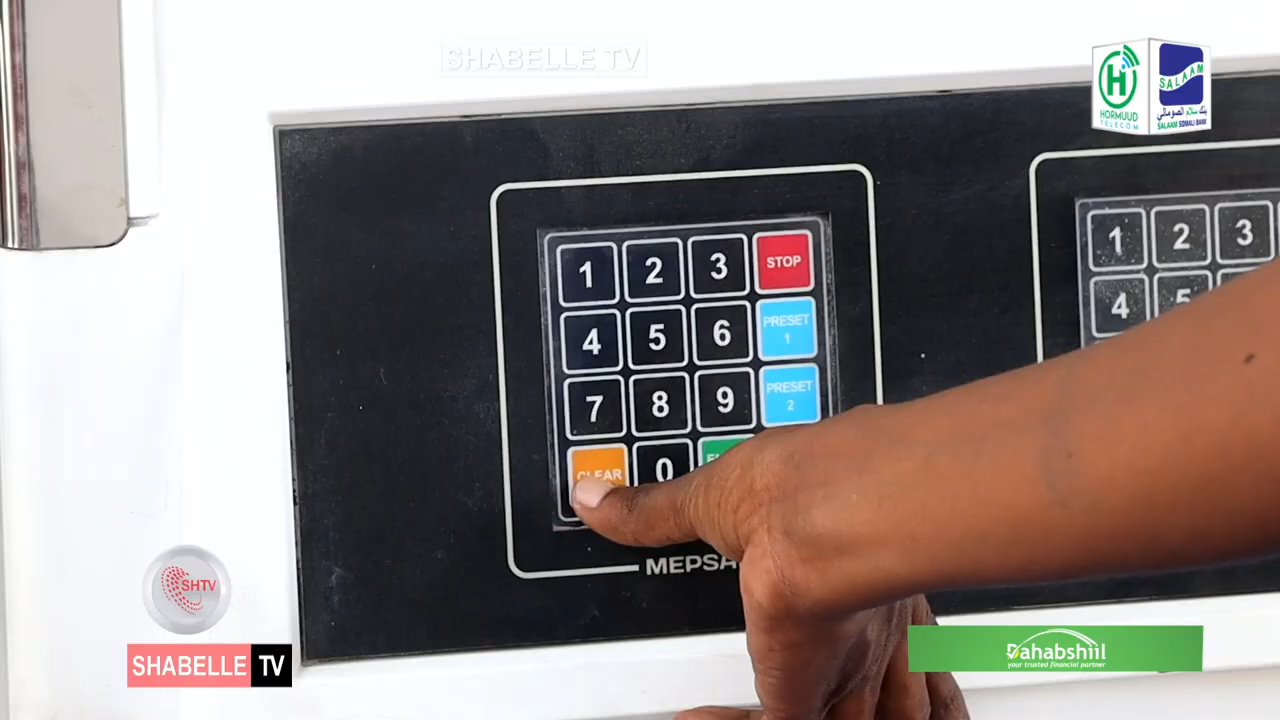 SHABELLE TV
H
HORMUUD
TELECOM
SALAAM
بنك سلام الصومالي
SALAAM SOMALI BANK
1 2 3 STOP
4 5 6 PRESET 1
7 8 9 PRESET 2
CLEAR 0
MEPSA
1 2 3
4 5
SHTV
SHABELLE TV
Dahabshiil
your trusted financial partner